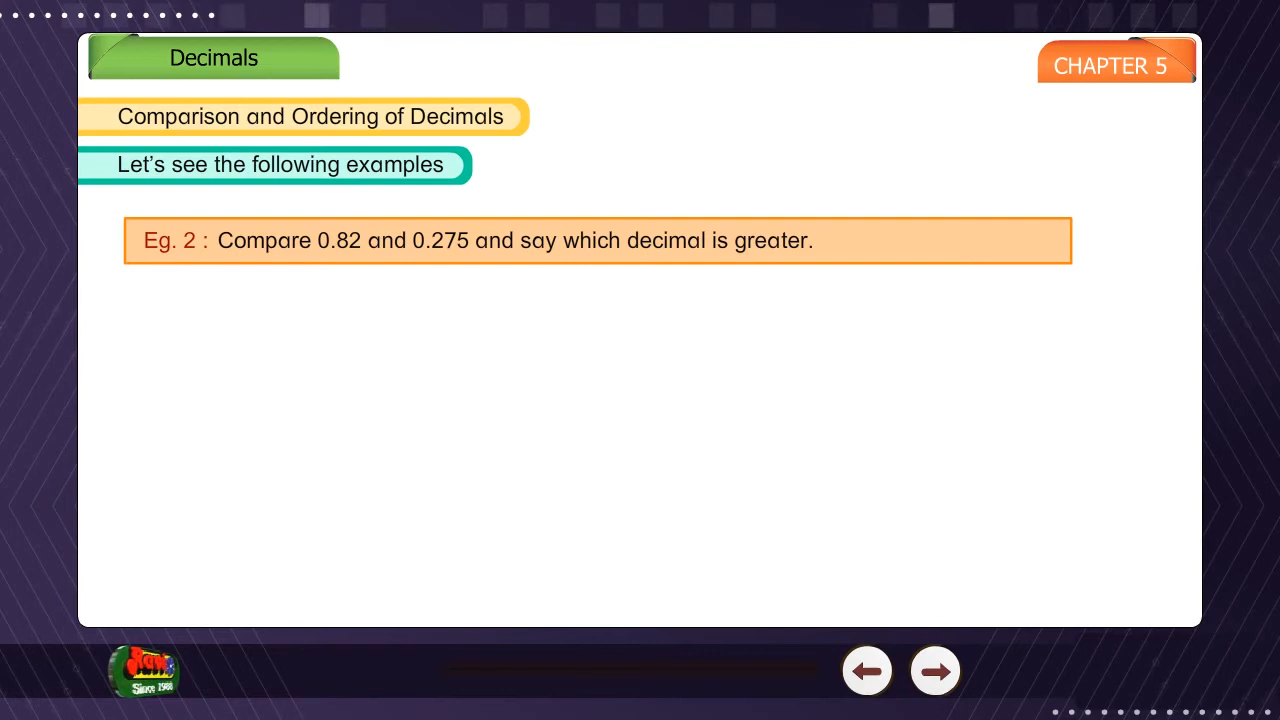 Decimals
CHAPTER 5
Comparison and Ordering of Decimals
Let's see the following examples
Eg. 2 : Compare 0.82 and 0.275 and say which decimal is greater.
Since 1988